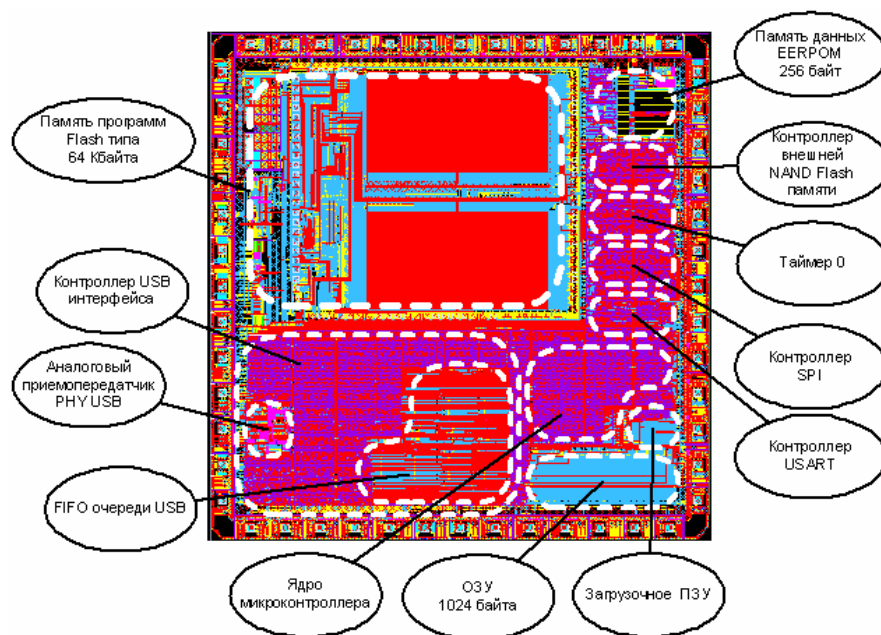 Память данных
EERPOM
256 байт
Память программ
Flash типа
64 Кбайта
Контроллер
внешней
NAND Flash
памяти
Таймер 0
Контроллер USB
интерфейса
Аналоговый
приемопередатчик
PHY USB
Контроллер
SPI
Контроллер
USART
FIFO очереди USB
Ядро
микроконтроллера
ОЗУ
1024 байта
Загрузочное ПЗУ